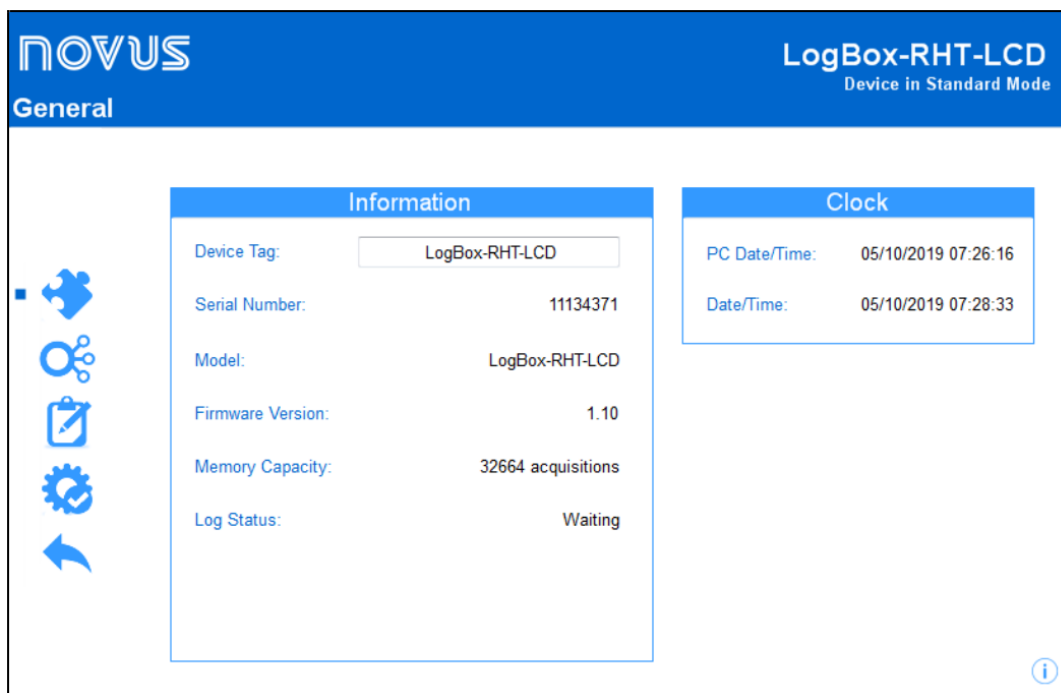 NOVUS
LogBox-RHT-LCD
Device in Standard Mode
General
Information
Device Tag: LogBox-RHT-LCD
Serial Number: 11134371
Model: LogBox-RHT-LCD
Firmware Version: 1.10
Memory Capacity: 32664 acquisitions
Log Status: Waiting
Clock
PC Date/Time: 05/10/2019 07:26:16
Date/Time: 05/10/2019 07:28:33
i